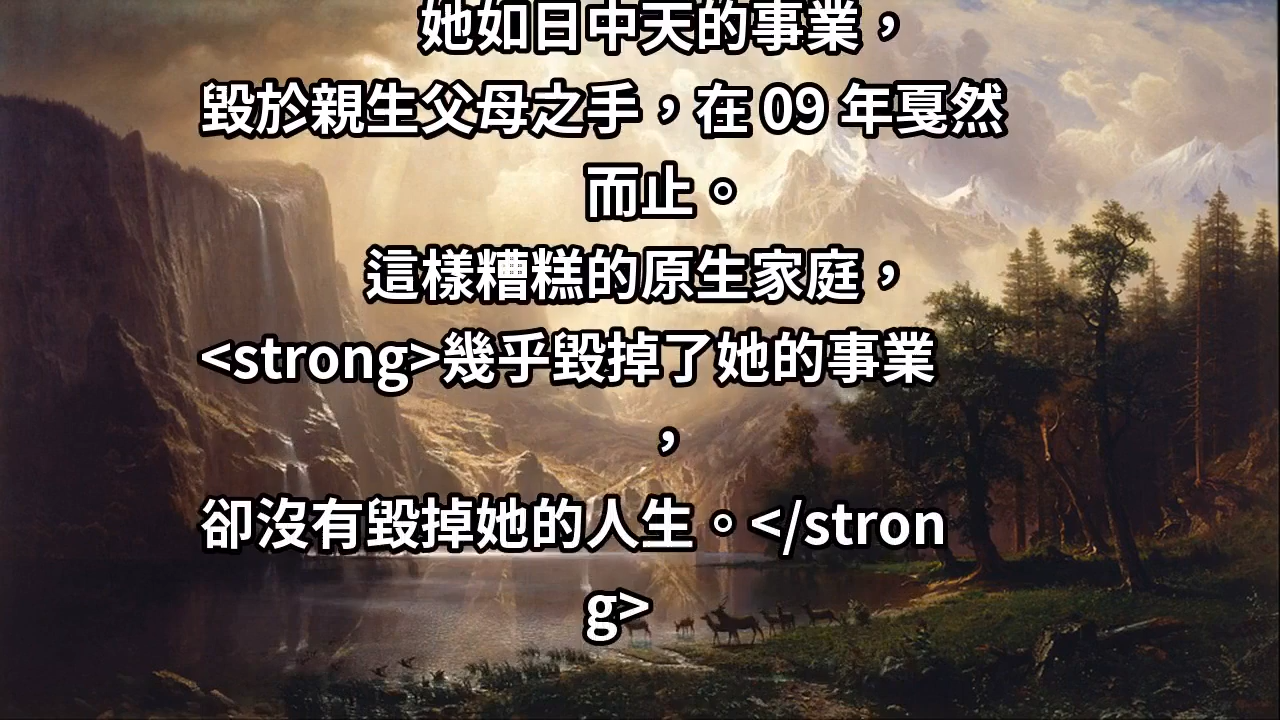 她如日中天的事業，
毀於親生父母之手，在 09 年戛然
而止。
這樣糟糕的原生家庭，
<strong>幾乎毀掉了她的事業
，
卻沒有毀掉她的人生。</stron
g>